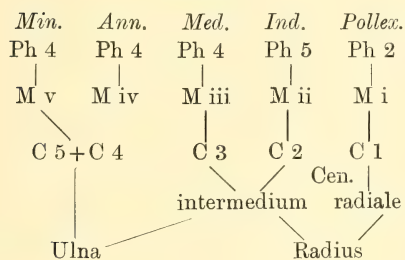 Min. Ann. Med. Ind. Pollex.
Ph 4 Ph 4 Ph 4 Ph 5 Ph 2
M v M iv M iii M ii M i
C 5+C 4 C 3 C 2 C 1
Cen.
intermedium radiale
Ulna Radius